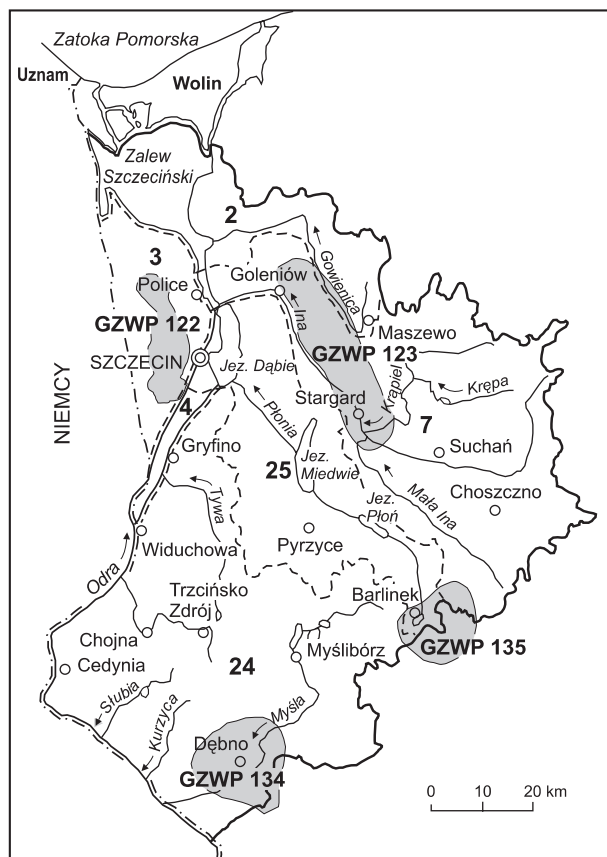 Zatoka Pomorska
Uznam
Wolin
Zalew
Szczeciński
2
3
Police
Goleniów
Gowienica
Ina
GZWP 122
Maszewo
GZWP 123
SZCZECIN
Jez. Dąbie
NIEMCY
Stargard
Krąpiel
Krępa
4
Płonia
7
Gryfino
Suchań
25
Jez.
Miedwie
Tywa
Jez.
Płoń
Mała Ina
Choszczno
Widuchowa
Pyrzyce
Odra
Trzcińsko
Zdrój
Barlinek
Chojna
Cedynia
Myślibórz
GZWP 135
24
Słubia
Kurzyca
Myśla
Dębno
GZWP 134
0 10 20 km